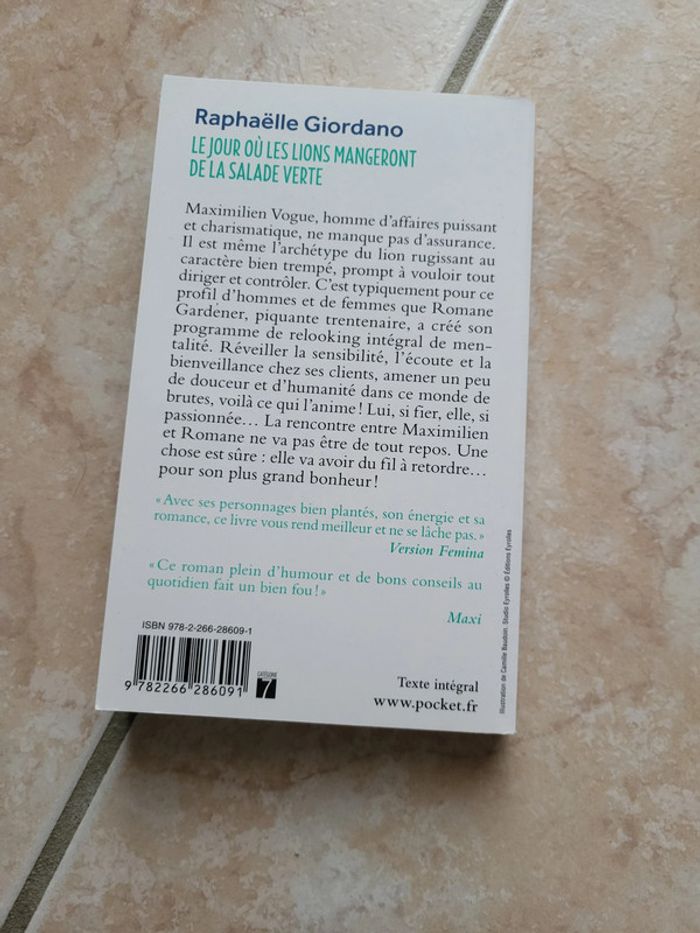 Raphaëlle Giordano
LE JOUR OÙ LES LIONS MANGERONT
DE LA SALADE VERTE
Maximilien Vogue, homme d'affaires puissant
et charismatique, ne manque pas d'assurance.
Il est même l'archétype du lion rugissant au
caractère bien trempé, prompt à vouloir tout
diriger et contrôler. C'est typiquement pour ce
profil d'hommes et de femmes que Romane
Gardener, piquante trentenaire, a créé son
programme de relooking intégral de men-
talité. Réveiller la sensibilité, l'écoute et la
bienveillance chez ses clients, amener un peu
de douceur et d'humanité dans ce monde de
brutes, voilà ce qui l'anime ! Lui, si fier, elle, si
passionnée… La rencontre entre Maximilien
et Romane ne va pas être de tout repos. Une
chose est sûre : elle va avoir du fil à retordre…
pour son plus grand bonheur !
« Avec ses personnages bien plantés, son énergie et sa
romance, ce livre vous rend meilleur et ne se lâche pas. »
Version Femina
« Ce roman plein d'humour et de bons conseils au
quotidien fait un bien fou ! »
Maxi
ISBN 978-2-266-28609-1
9 782266 286091
CATÉGORIE
7
Texte intégral
www.pocket.fr
Illustration de Camille Baudoin. Studio Eyrolles © Éditions Eyrolles